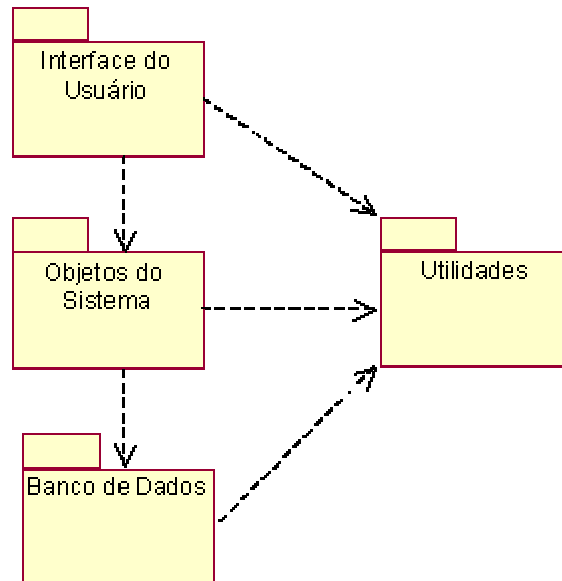 Interface do
Usuário
Objetos do
Sistema
Utilidades
Banco de Dados